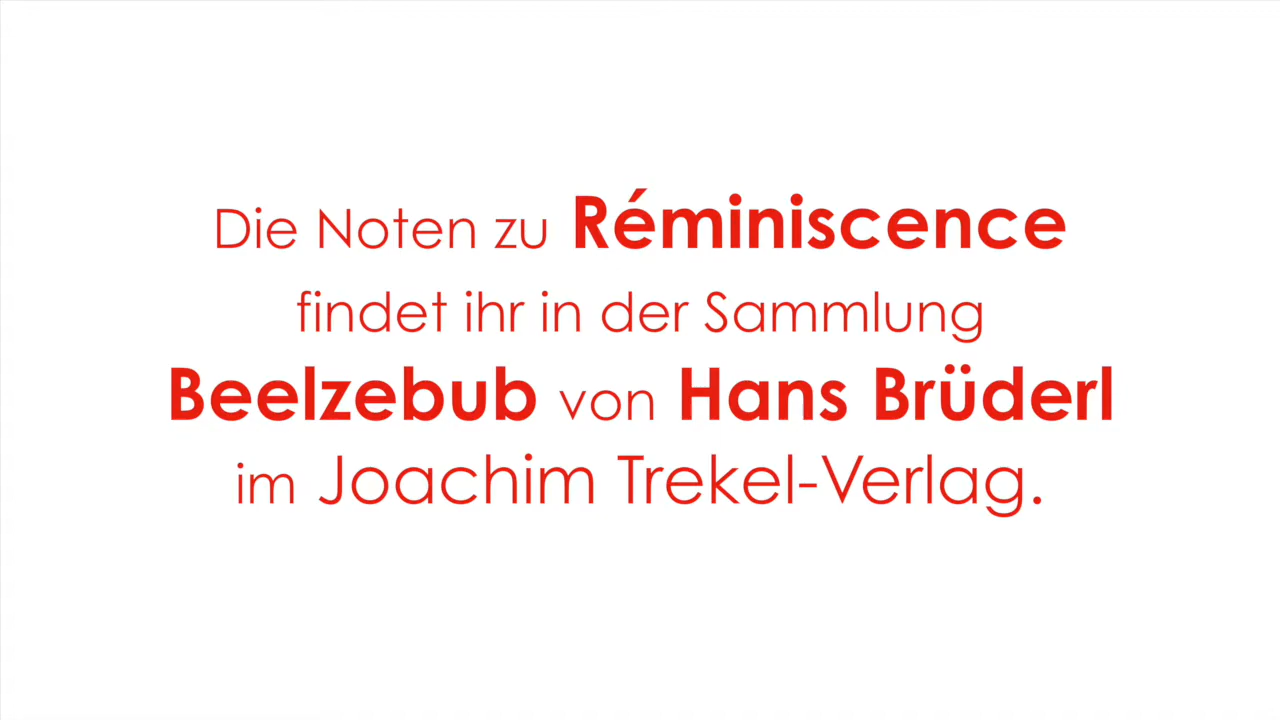 Die Noten zu Réminiscence
findet ihr in der Sammlung
Beelzebub von Hans Brüderl
im Joachim Trekel-Verlag.